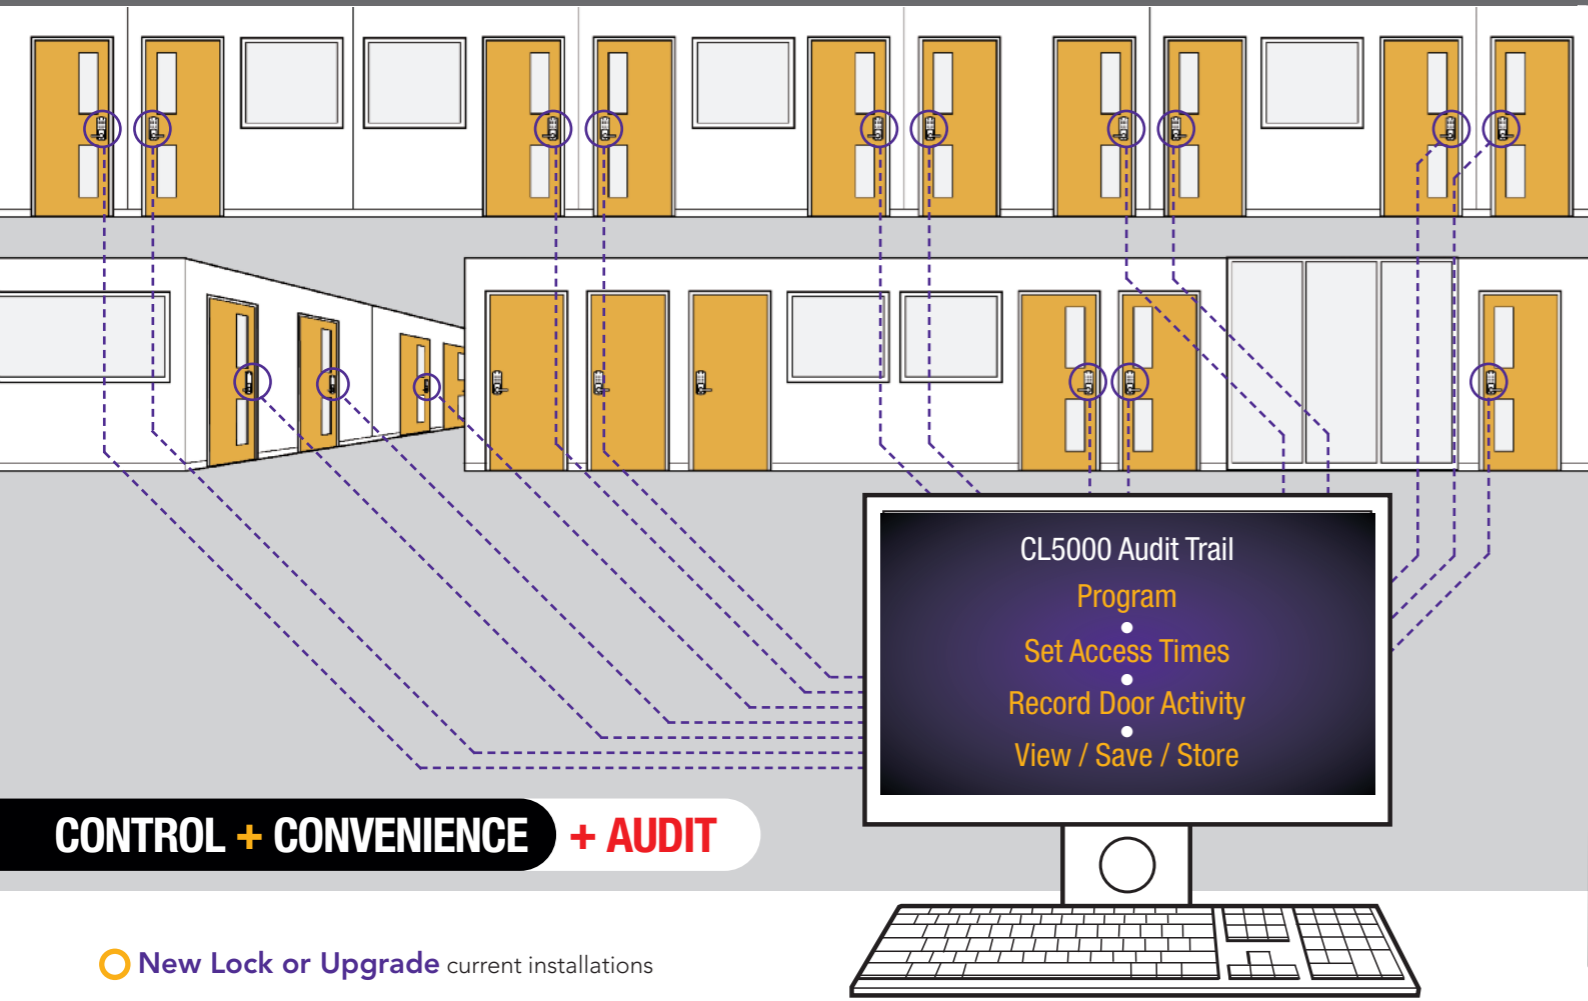 CL5000 Audit Trail
Program
Set Access Times
Record Door Activity
View / Save / Store
CONTROL + CONVENIENCE + AUDIT
New Lock or Upgrade current installations